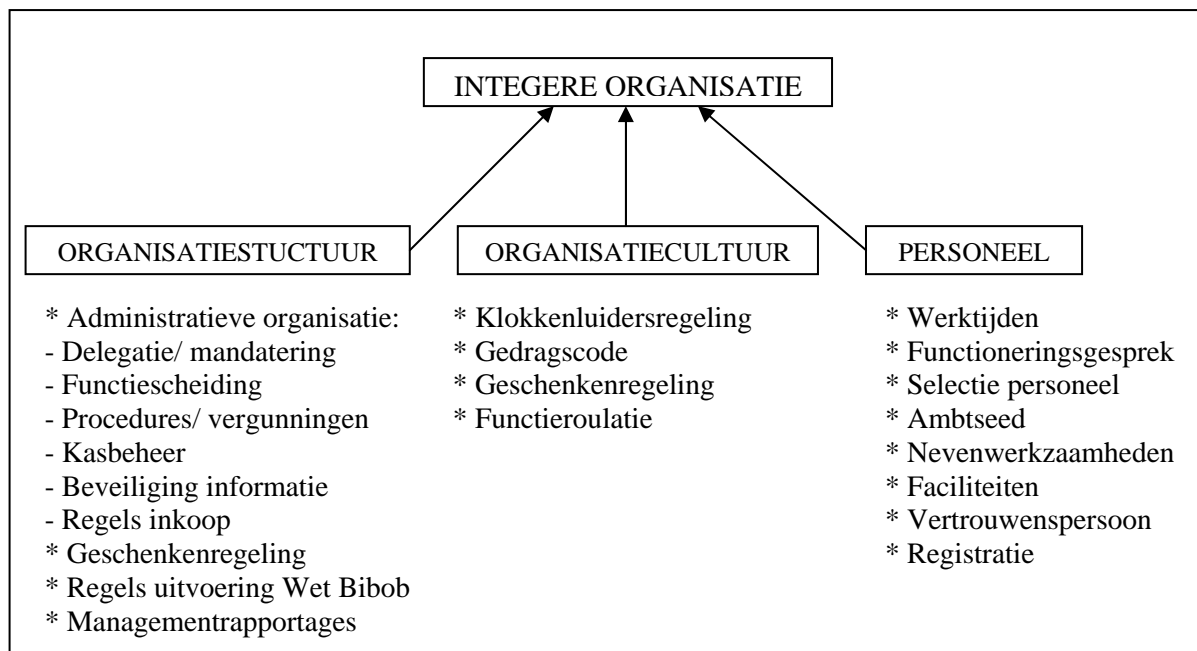 INTEGERE ORGANISATIE
ORGANISATIESTUCTUUR
* Administratieve organisatie:
- Delegatie/ mandatering
- Functiescheiding
- Procedures/ vergunningen
- Kasbeheer
- Beveiliging informatie
- Regels inkoop
* Geschenkenregeling
* Regels uitvoering Wet Bibob
* Managementrapportages
ORGANISATIECULTUUR
* Klokkenluidersregeling
* Gedragscode
* Geschenkenregeling
* Functieroulatie
PERSONEEL
* Werktijden
* Functioneringsgesprek
* Selectie personeel
* Ambtseed
* Nevenwerkzaamheden
* Faciliteiten
* Vertrouwenspersoon
* Registratie